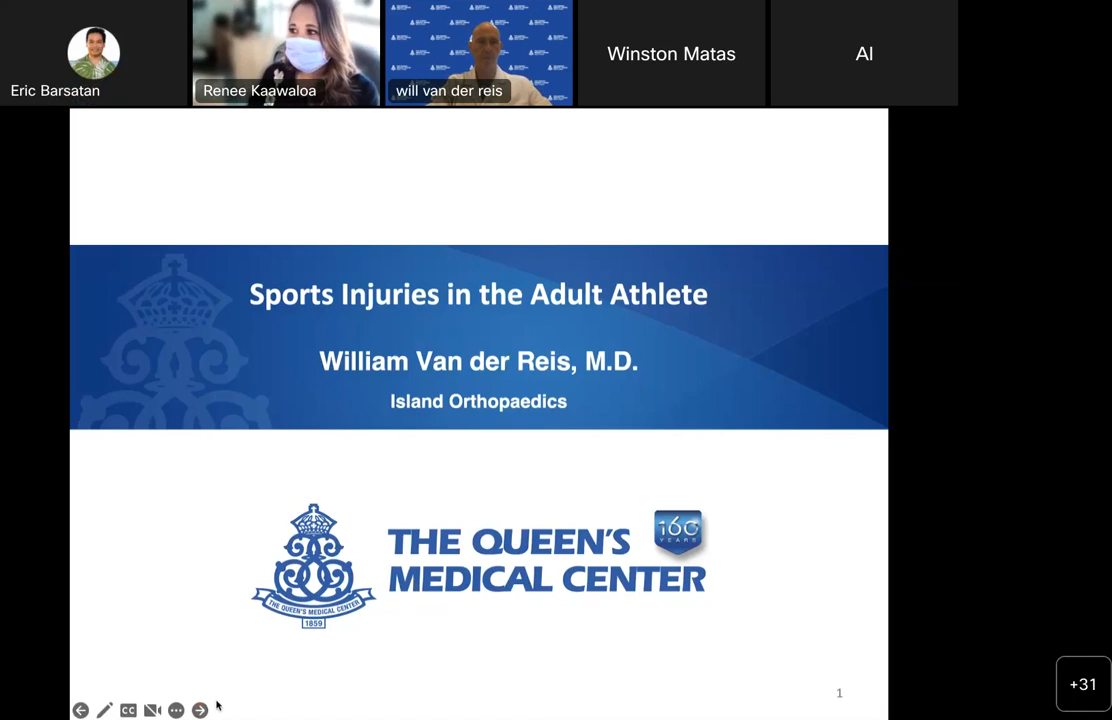 Eric Barsatan
Renee Kaawaloa
will van der reis
Winston Matas
AI
Sports Injuries in the Adult Athlete
William Van der Reis, M.D.
Island Orthopaedics
THE QUEEN'S
MEDICAL CENTER
160
YEARS
THE QUEEN'S MEDICAL CENTER
1859
1
CC
+31